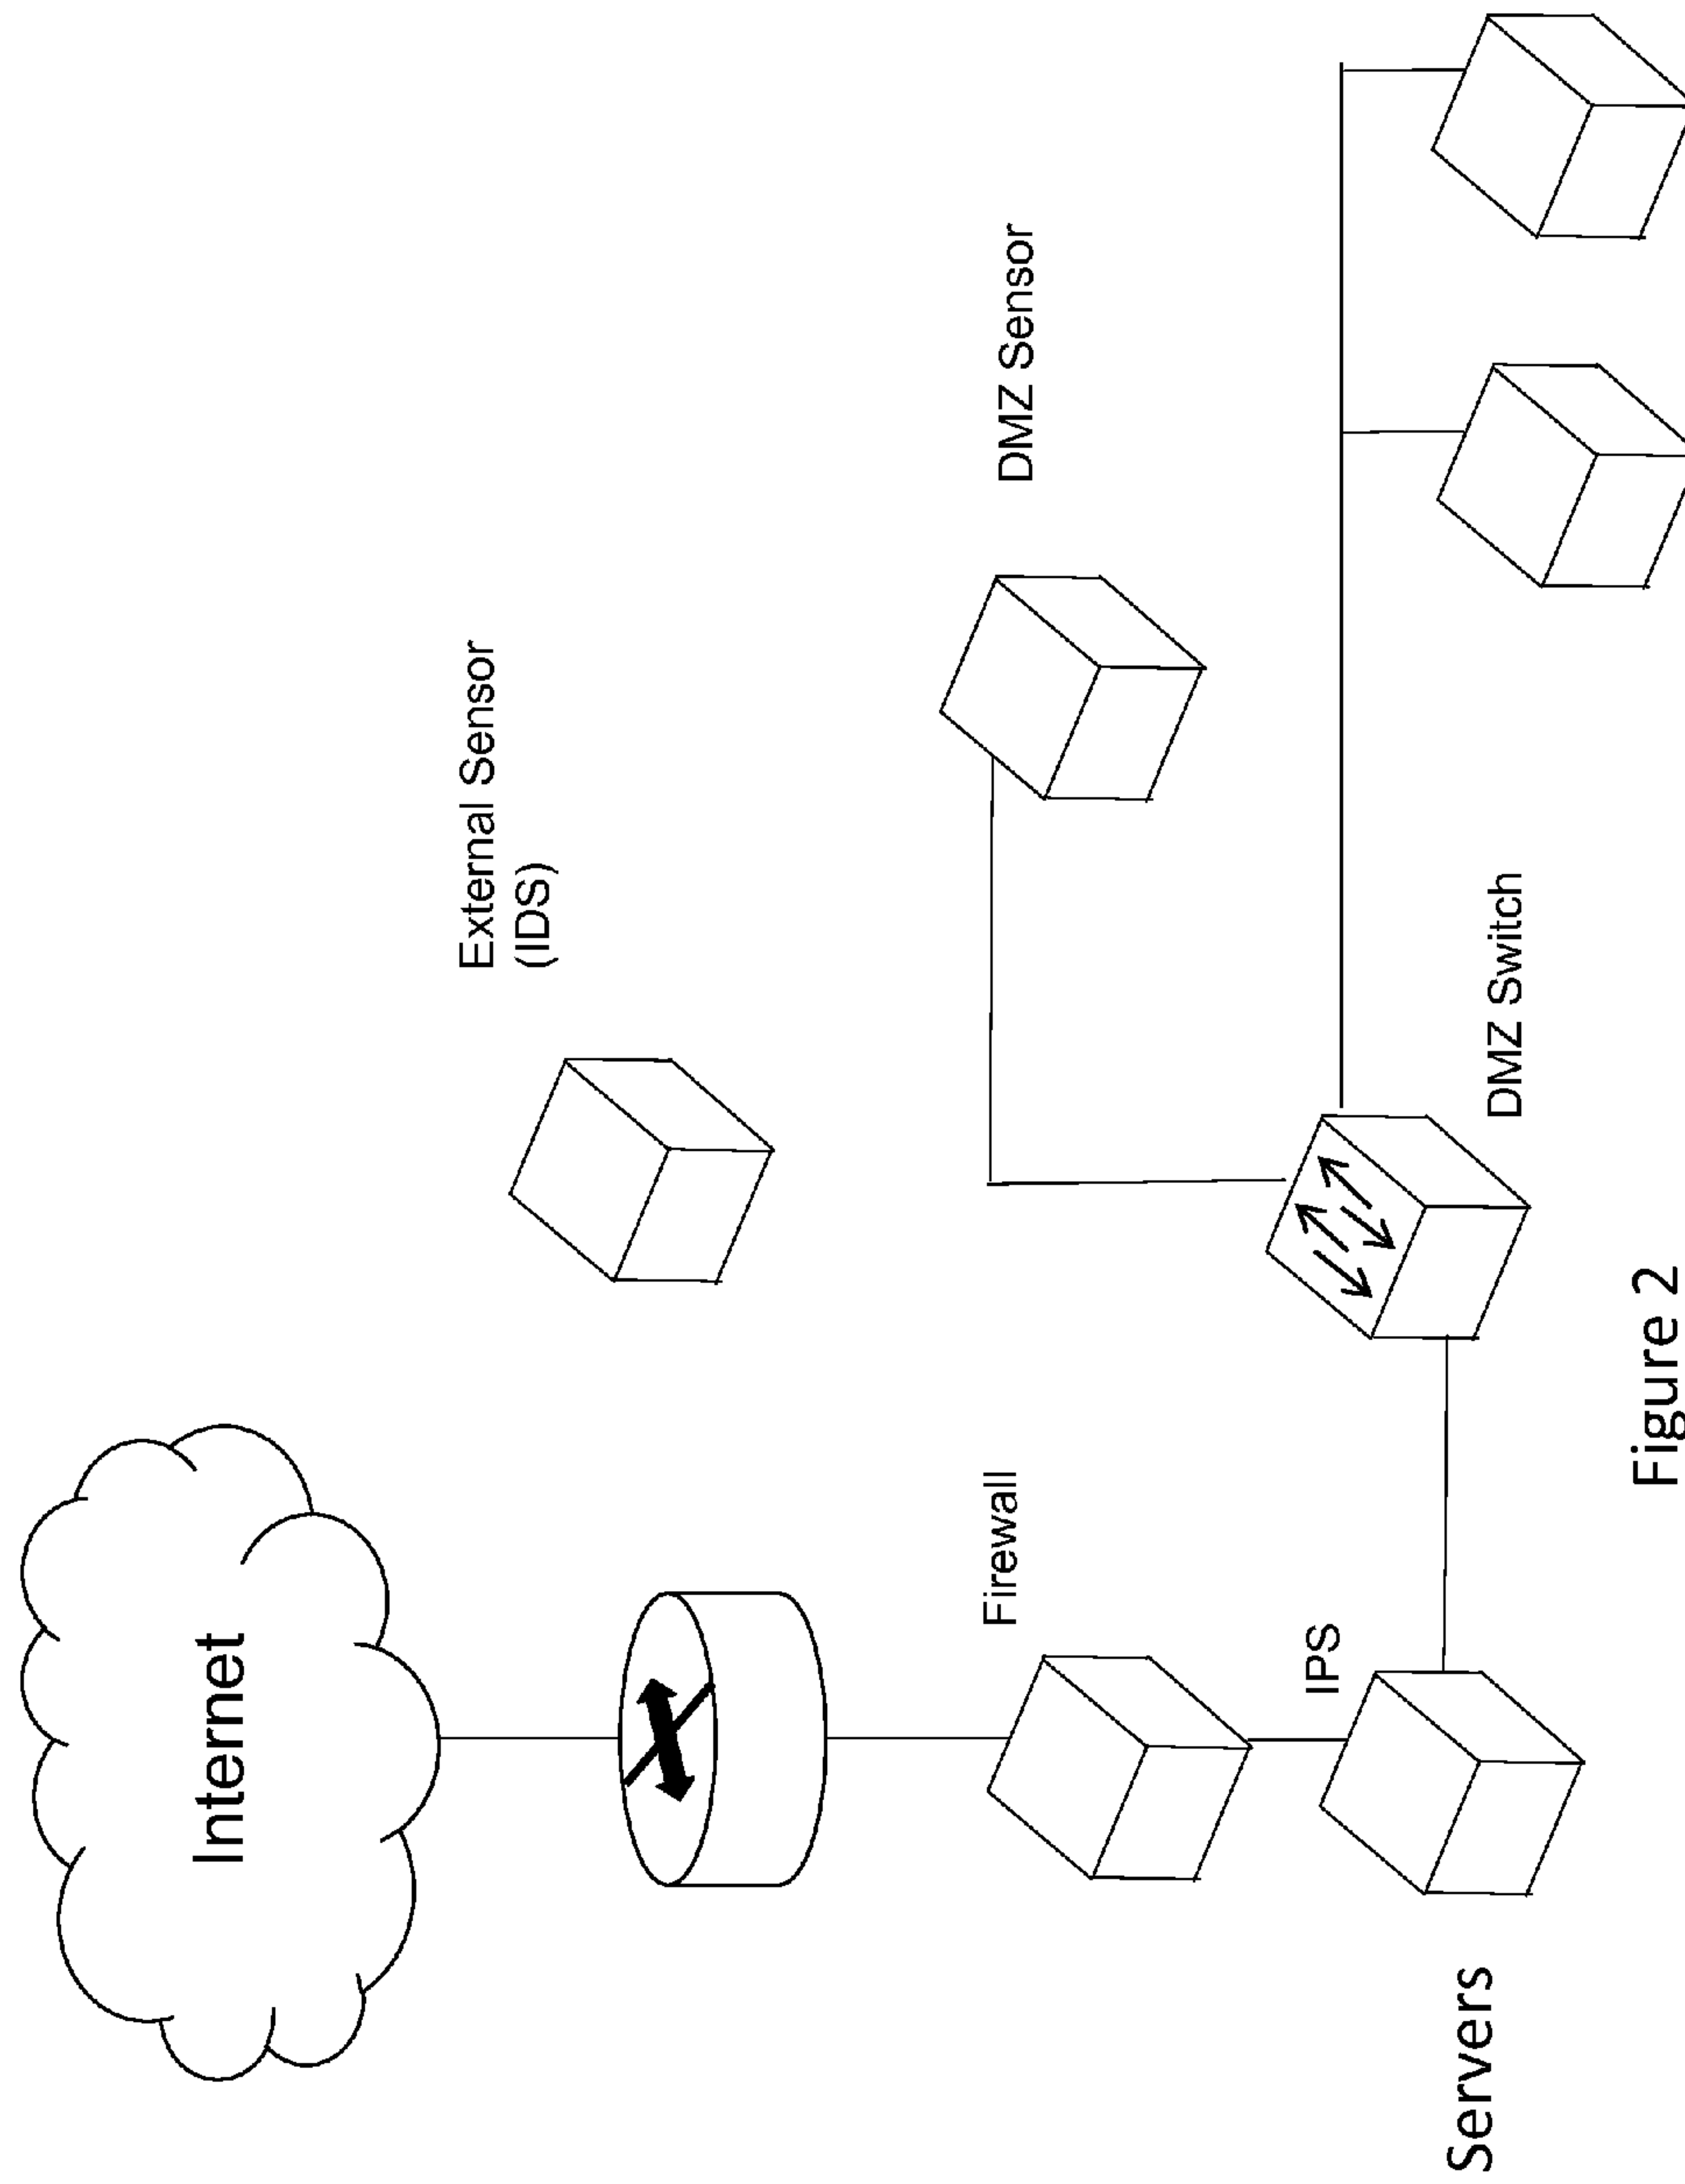 Internet
External Sensor
(IDS)
DMZ Sensor
Firewall
IPS
DMZ Switch
Servers
Figure 2